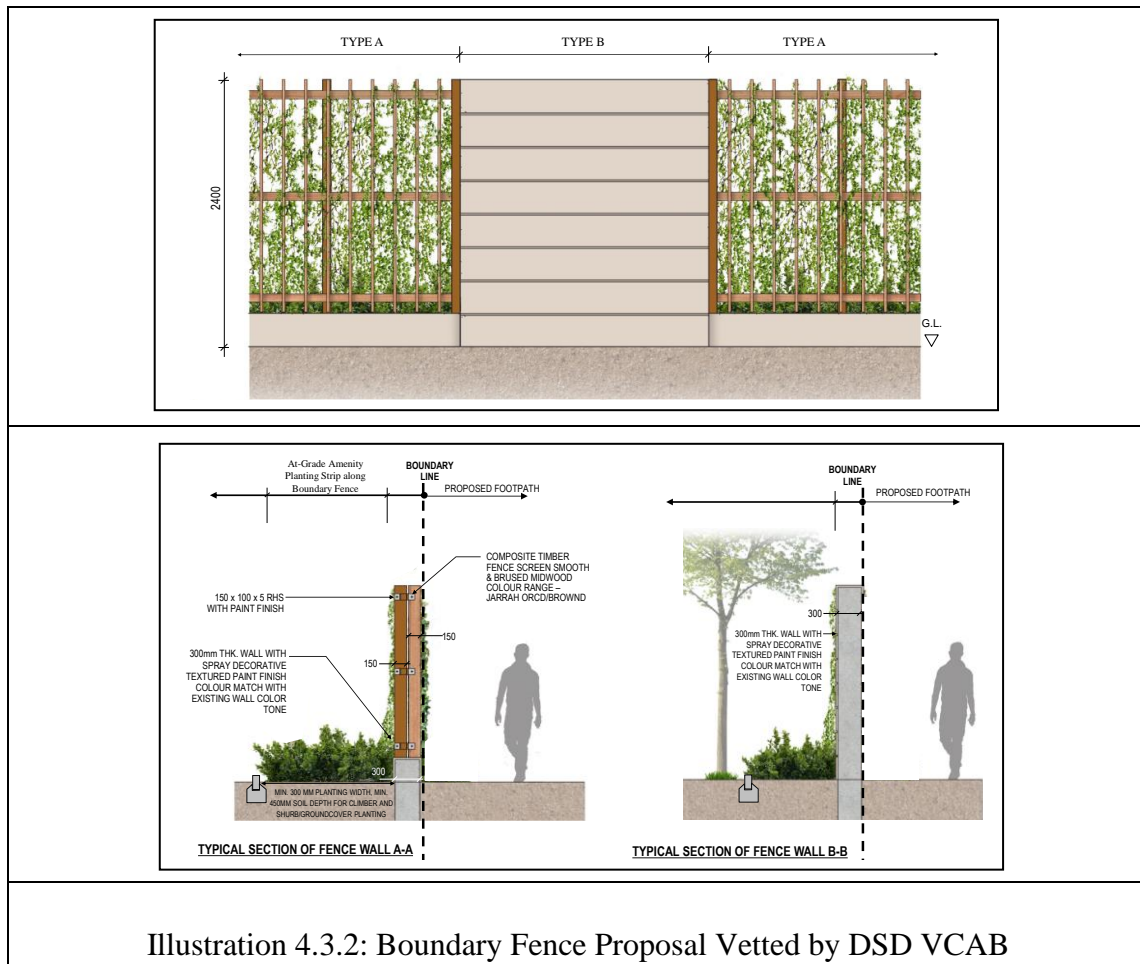 TYPE A
TYPE B
TYPE A
2400
G.L.
At-Grade Amenity
Planting Strip along
Boundary Fence
BOUNDARY
LINE
PROPOSED FOOTPATH
150 x 100 x 5 RHS
WITH PAINT FINISH
COMPOSITE TIMBER
FENCE SCREEN SMOOTH
& BRUSED MIDWOOD
COLOUR RANGE –
JARRAH ORCD/BROWND
150
150
300mm THK. WALL WITH
SPRAY DECORATIVE
TEXTURED PAINT FINISH
COLOUR MATCH WITH
EXISTING WALL COLOR
TONE
300
MIN. 300 MM PLANTING WIDTH. MIN.
450MM SOIL DEPTH FOR CLIMBER AND
SHURB/GROUNDCOVER PLANTING
TYPICAL SECTION OF FENCE WALL A-A
BOUNDARY
LINE
PROPOSED FOOTPATH
300
300mm THK. WALL WITH
SPRAY DECORATIVE
TEXTURED PAINT FINISH
COLOUR MATCH WITH
EXISTING WALL COLOR
TONE
TYPICAL SECTION OF FENCE WALL B-B
Illustration 4.3.2: Boundary Fence Proposal Vetted by DSD VCAB